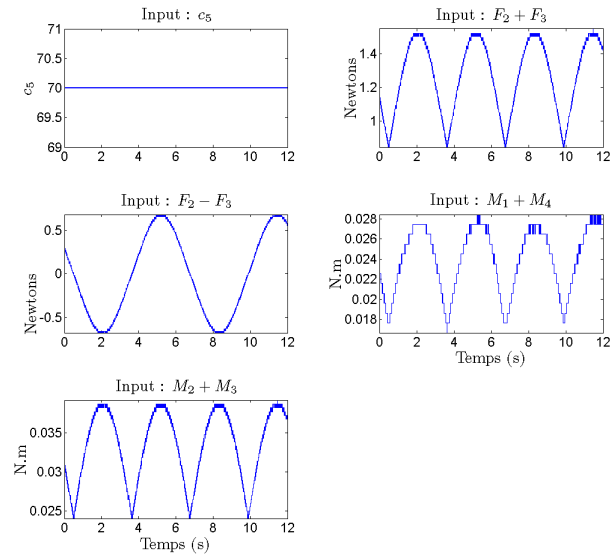 Input : c₅
71
70.5
70
69.5
69
c₅
0 2 4 6 8 10 12
Input : F₂ + F₃
1.4
1.2
1
Newtons
0 2 4 6 8 10 12
Temps (s)
Input : F₂ − F₃
0.5
0
-0.5
Newtons
0 2 4 6 8 10 12
Input : M₁ + M₄
0.028
0.026
0.024
0.022
0.02
0.018
N.m
0 2 4 6 8 10 12
Temps (s)
Input : M₂ + M₃
0.035
0.03
0.025
N.m
0 2 4 6 8 10 12
Temps (s)